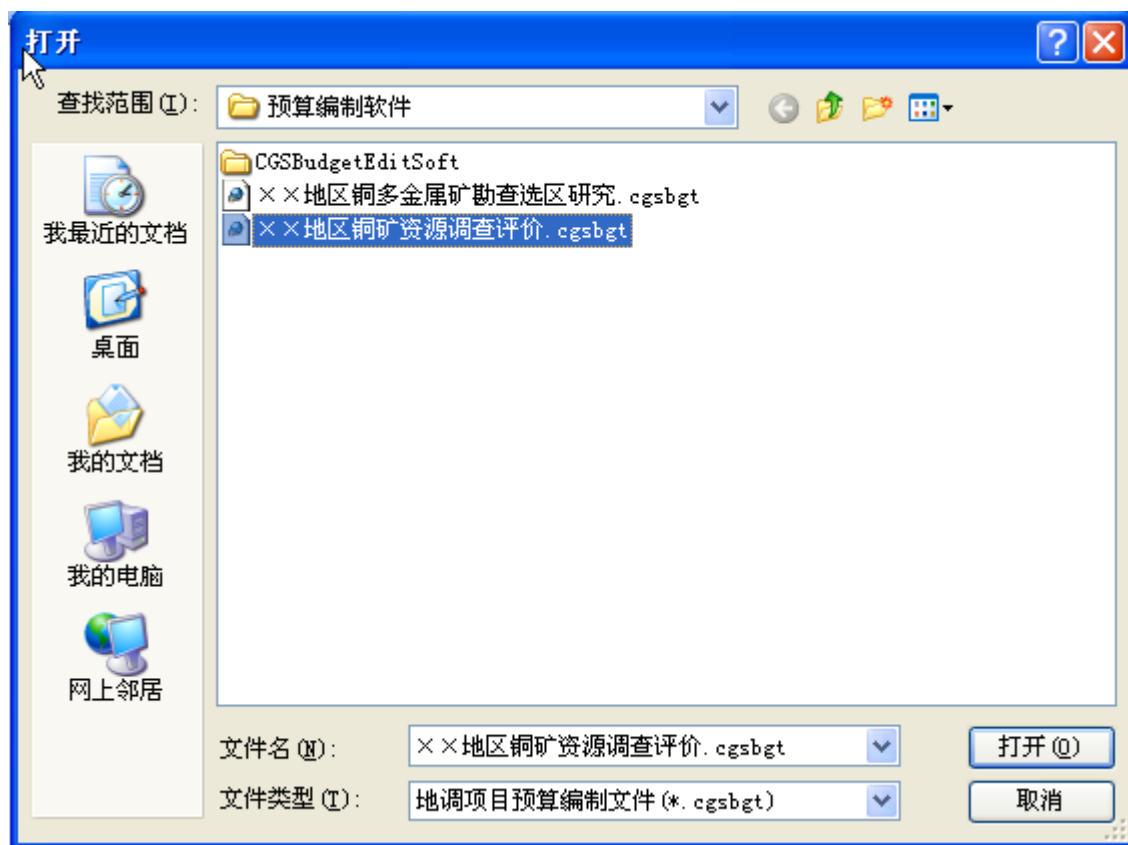 打开
查找范围(I):
预算编制软件
CGSBudgetEditSoft
××地区铜多金属矿勘查选区研究.cgsbgt
××地区铜矿资源调查评价.cgsbgt
我最近的文档
桌面
我的文档
我的电脑
网上邻居
文件名(N):
××地区铜矿资源调查评价.cgsbgt
打开(O)
文件类型(T):
地调项目预算编制文件(*.cgsbgt)
取消